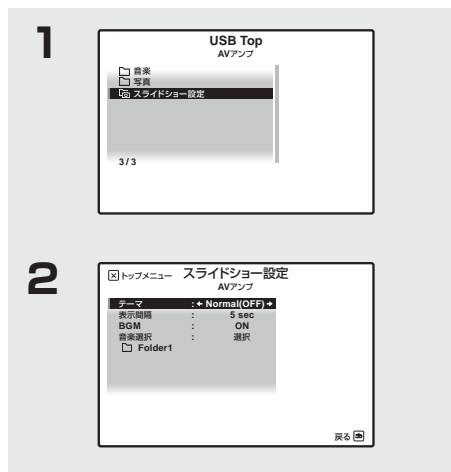 1
USB Top
AVアンプ
音楽
写真
スライドショー設定
3/3
2
トップメニュー スライドショー設定
AVアンプ
テーマ : Normal(OFF)
表示間隔 : 5 sec
BGM : ON
音楽選択 : 選択
Folder1
戻る